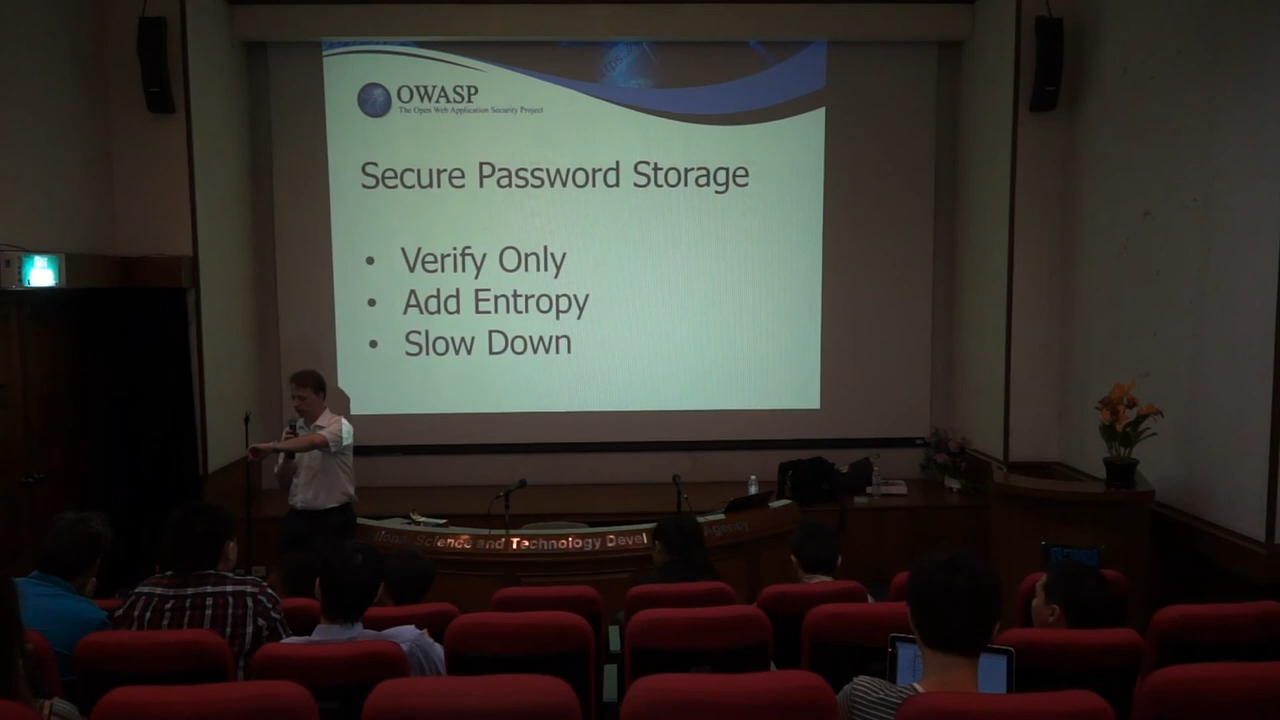 OWASP
The Open Web Application Security Project
Secure Password Storage
• Verify Only
• Add Entropy
• Slow Down
Science and Technology Devel
Agency